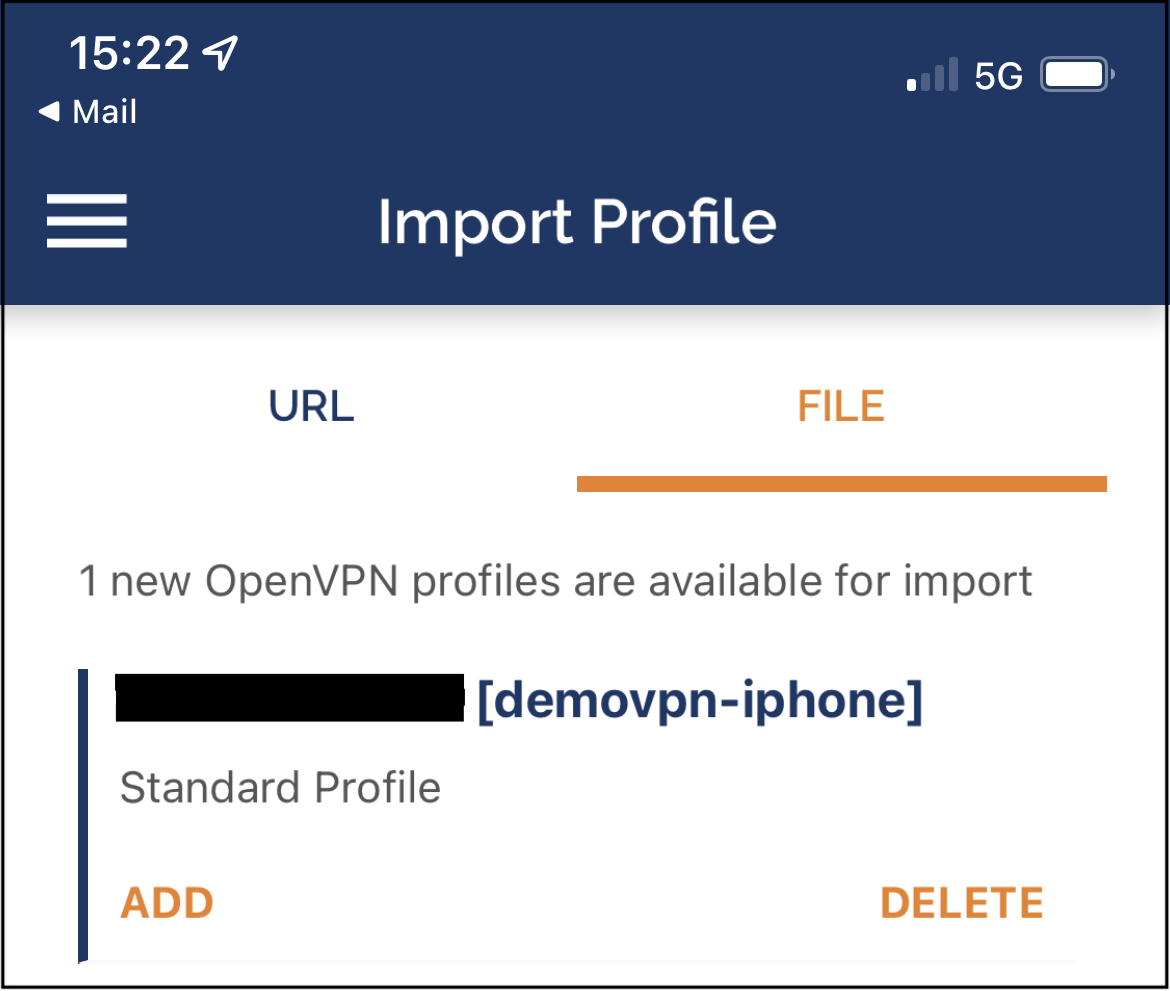 15:22
5G
Mail
Import Profile
URL FILE
1 new OpenVPN profiles are available for import
[demovpn-iphone]
Standard Profile
ADD DELETE